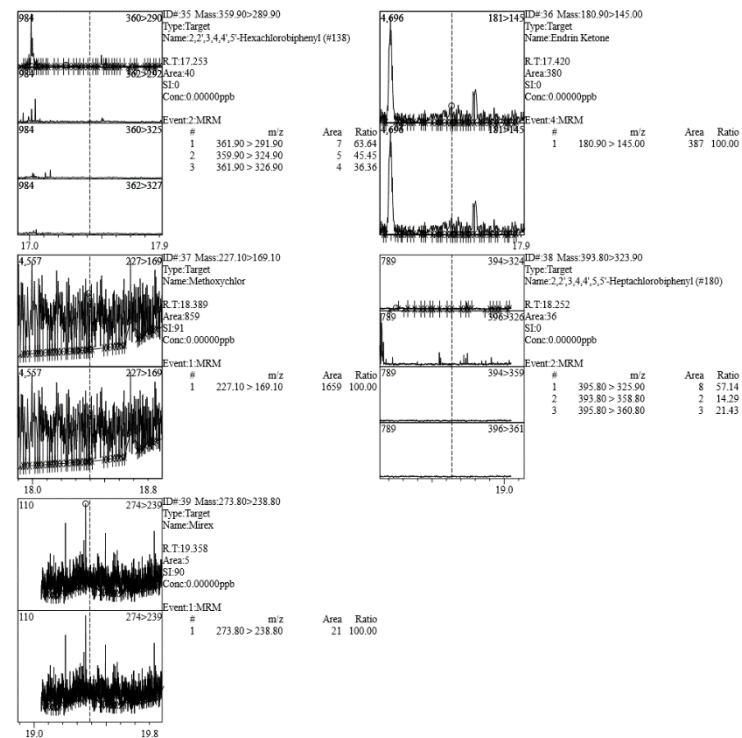 984 360>290
984 362>292
984 360>325
984 362>327
17.0 17.9
ID#:35 Mass:359.90>289.90
Type:Target
Name:2,2',3,4,4',5'-Hexachlorobiphenyl (#138)
R.T:17.253
Area:40
SI:0
Conc:0.00000ppb
Event:2:MRM
# m/z Area Ratio
1 361.90 > 291.90 7 63.64
2 359.90 > 324.90 5 45.45
3 361.90 > 326.90 4 36.36
4,696 181>145
4,696 181>145
17.9
ID#:36 Mass:180.90>145.00
Type:Target
Name:Endrin Ketone
R.T:17.420
Area:380
SI:0
Conc:0.00000ppb
Event:4:MRM
# m/z Area Ratio
1 180.90 > 145.00 387 100.00
4,557 227>169
4,557 227>169
18.0 18.8
ID#:37 Mass:227.10>169.10
Type:Target
Name:Methoxychlor
R.T:18.389
Area:859
SI:91
Conc:0.00000ppb
Event:1:MRM
# m/z Area Ratio
1 227.10 > 169.10 1659 100.00
789 394>324
789 396>326
789 394>359
789 396>361
19.0
ID#:38 Mass:393.80>323.90
Type:Target
Name:2,2',3,4,4',5,5'-Heptachlorobiphenyl (#180)
R.T:18.252
Area:36
SI:0
Conc:0.00000ppb
Event:2:MRM
# m/z Area Ratio
1 395.80 > 325.90 8 57.14
2 393.80 > 358.80 2 14.29
3 395.80 > 360.80 3 21.43
110 274>239
110 274>239
19.0 19.8
ID#:39 Mass:273.80>238.80
Type:Target
Name:Mirex
R.T:19.358
Area:5
SI:90
Conc:0.00000ppb
Event:1:MRM
# m/z Area Ratio
1 273.80 > 238.80 21 100.00